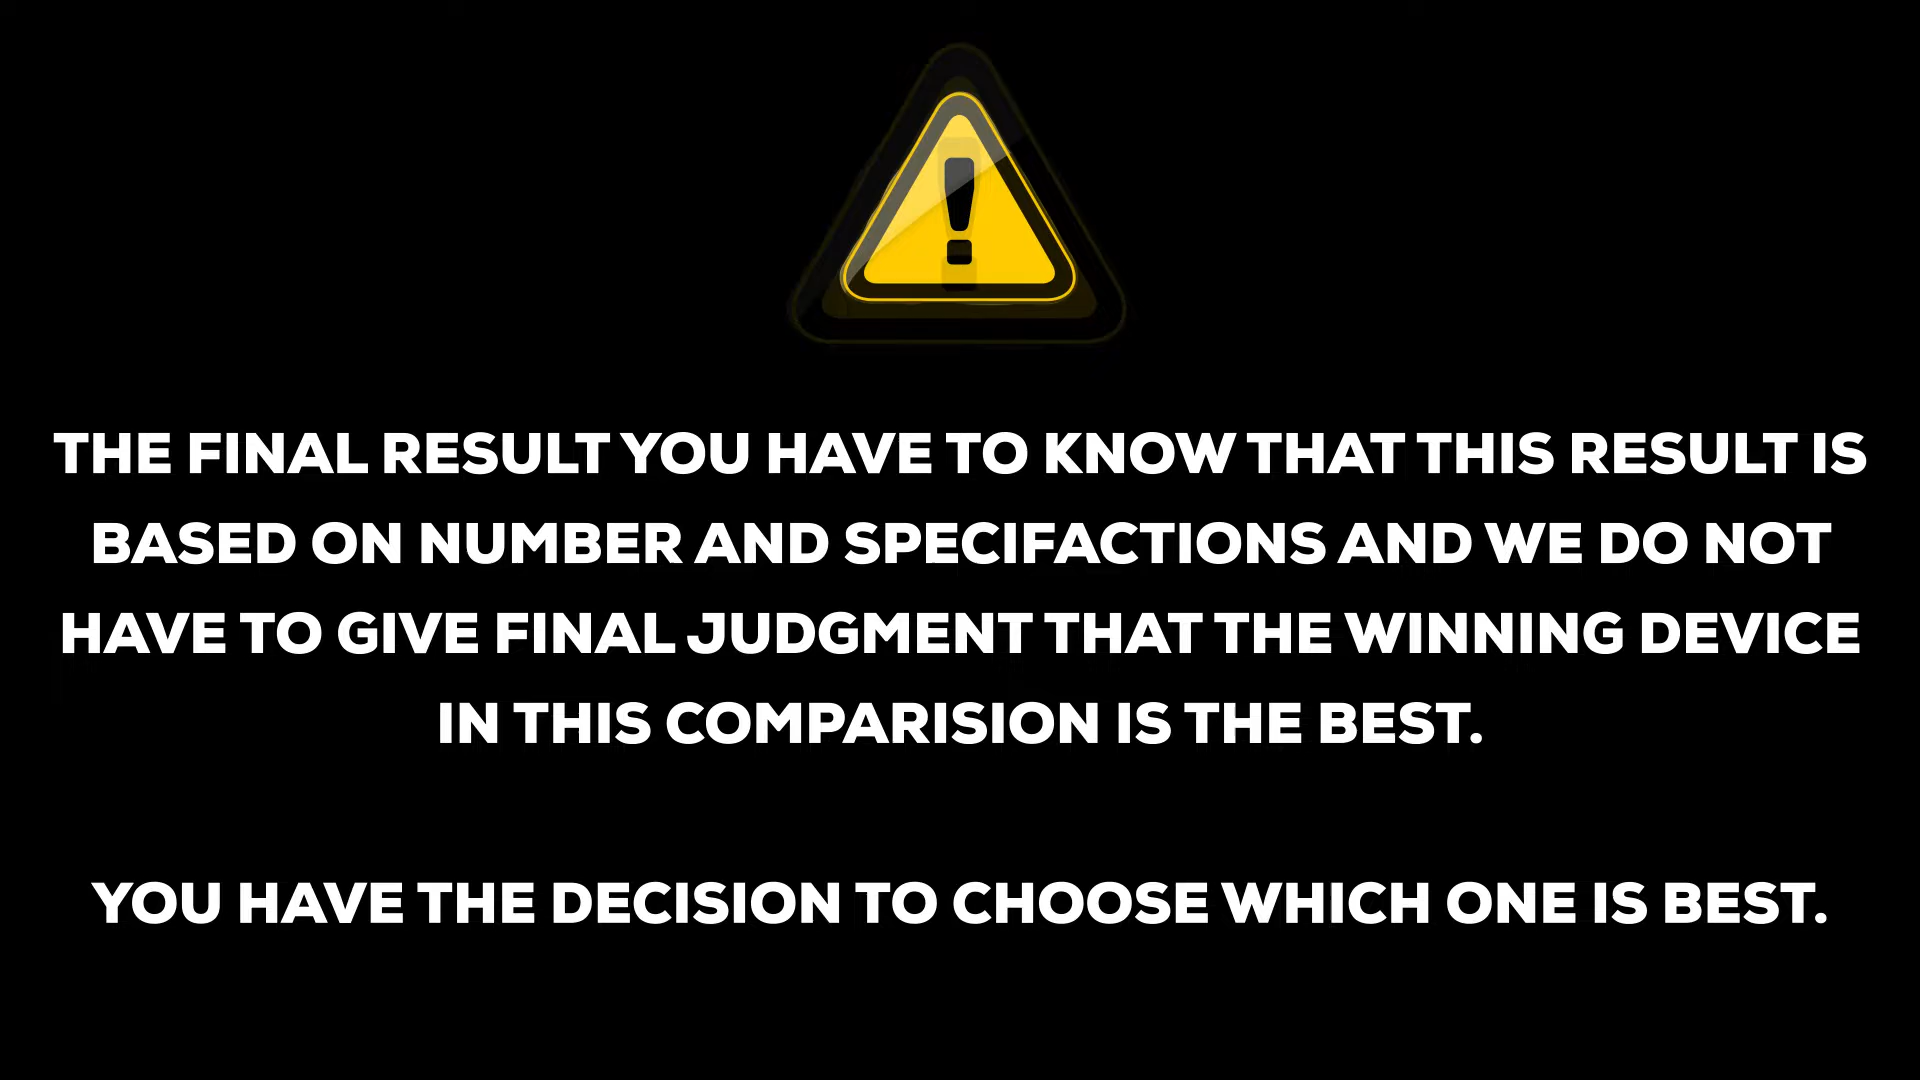 THE FINAL RESULT YOU HAVE TO KNOW THAT THIS RESULT IS
BASED ON NUMBER AND SPECIFACTIONS AND WE DO NOT
HAVE TO GIVE FINAL JUDGMENT THAT THE WINNING DEVICE
IN THIS COMPARISION IS THE BEST.
YOU HAVE THE DECISION TO CHOOSE WHICH ONE IS BEST.